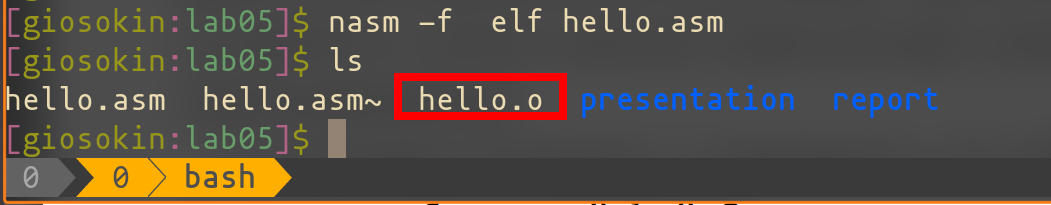 [giosokin:lab05]$ nasm -f  elf hello.asm
[giosokin:lab05]$ ls
hello.asm  hello.asm~  hello.o  presentation  report
[giosokin:lab05]$
0  0  bash